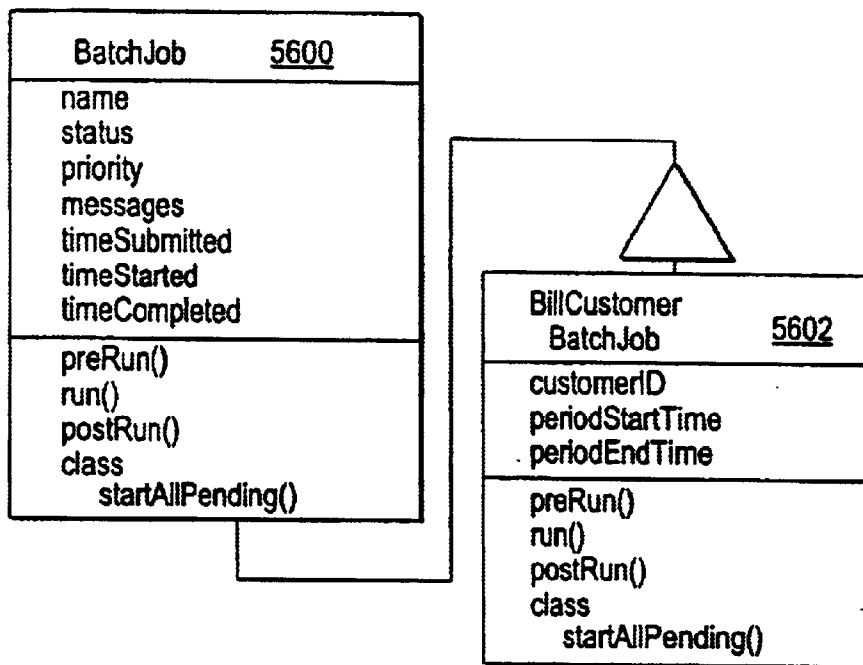 BatchJob 5600
name
status
priority
messages
timeSubmitted
timeStarted
timeCompleted
preRun()
run()
postRun()
class
startAllPending()
BillCustomer
BatchJob 5602
customerID
periodStartTime
periodEndTime
preRun()
run()
postRun()
class
startAllPending()